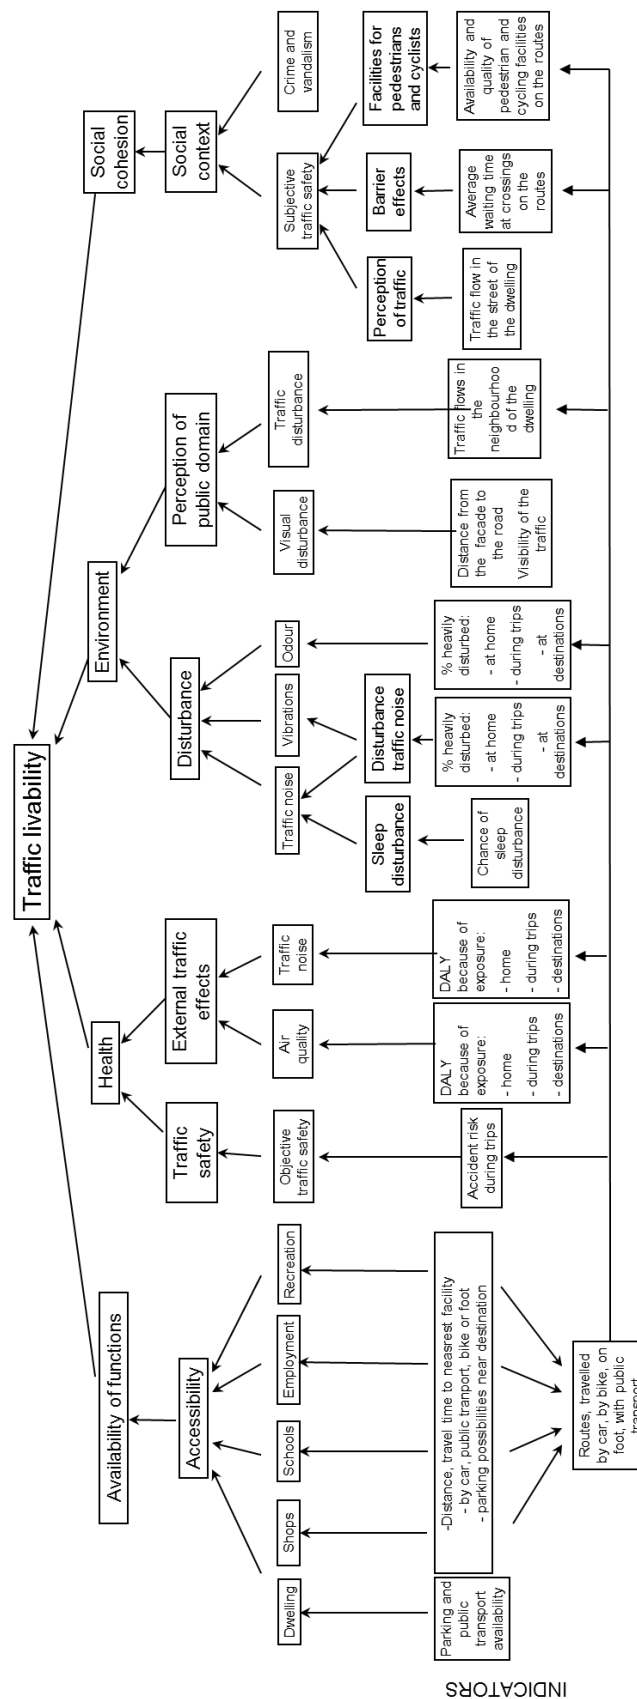 Traffic livability
Availability of functions
Health
Environment
Social
cohesion
Accessibility
Traffic
safety
External traffic
effects
Disturbance
Perception of
public domain
Social
context
Dwelling
Shops
Schools
Employment
Recreation
Objective
traffic safety
Air
quality
Traffic
noise
Traffic noise
Vibrations
Odour
Visual
disturbance
Traffic
disturbance
Subjective
traffic safety
Crime and
vandalism
Sleep
disturbance
Disturbance
traffic noise
Perception
of traffic
Barrier
effects
Facilities for
pedestrians
and cyclists
INDICATORS
Parking and
public
transport
availability
-Distance, travel time to neasrest facility
- by car, public tranport, bike or foot
- parking possibilities near destination
Accident risk
during trips
DALY
because of
exposure:
- home
- during trips
- destinations
DALY
because of
exposure:
- home
- during trips
- destinations
Chance of
sleep
disturbance
% heavily
disturbed:
- at home
- during trips
- at
destinations
% heavily
disturbed:
- at home
- during trips
- at
destinations
Distance from
the facade to
the road
Visibility of the
traffic
Traffic flows in
the
neighbourhoo
d of the
dwelling
Traffic flow in
the street of
the dwelling
Average
waiting time
at crossings
on the
routes
Availability and
quality of
pedestrian and
cycling facilities
on the routes
Routes, travelled
by car, by bike, on
foot, with public
transport